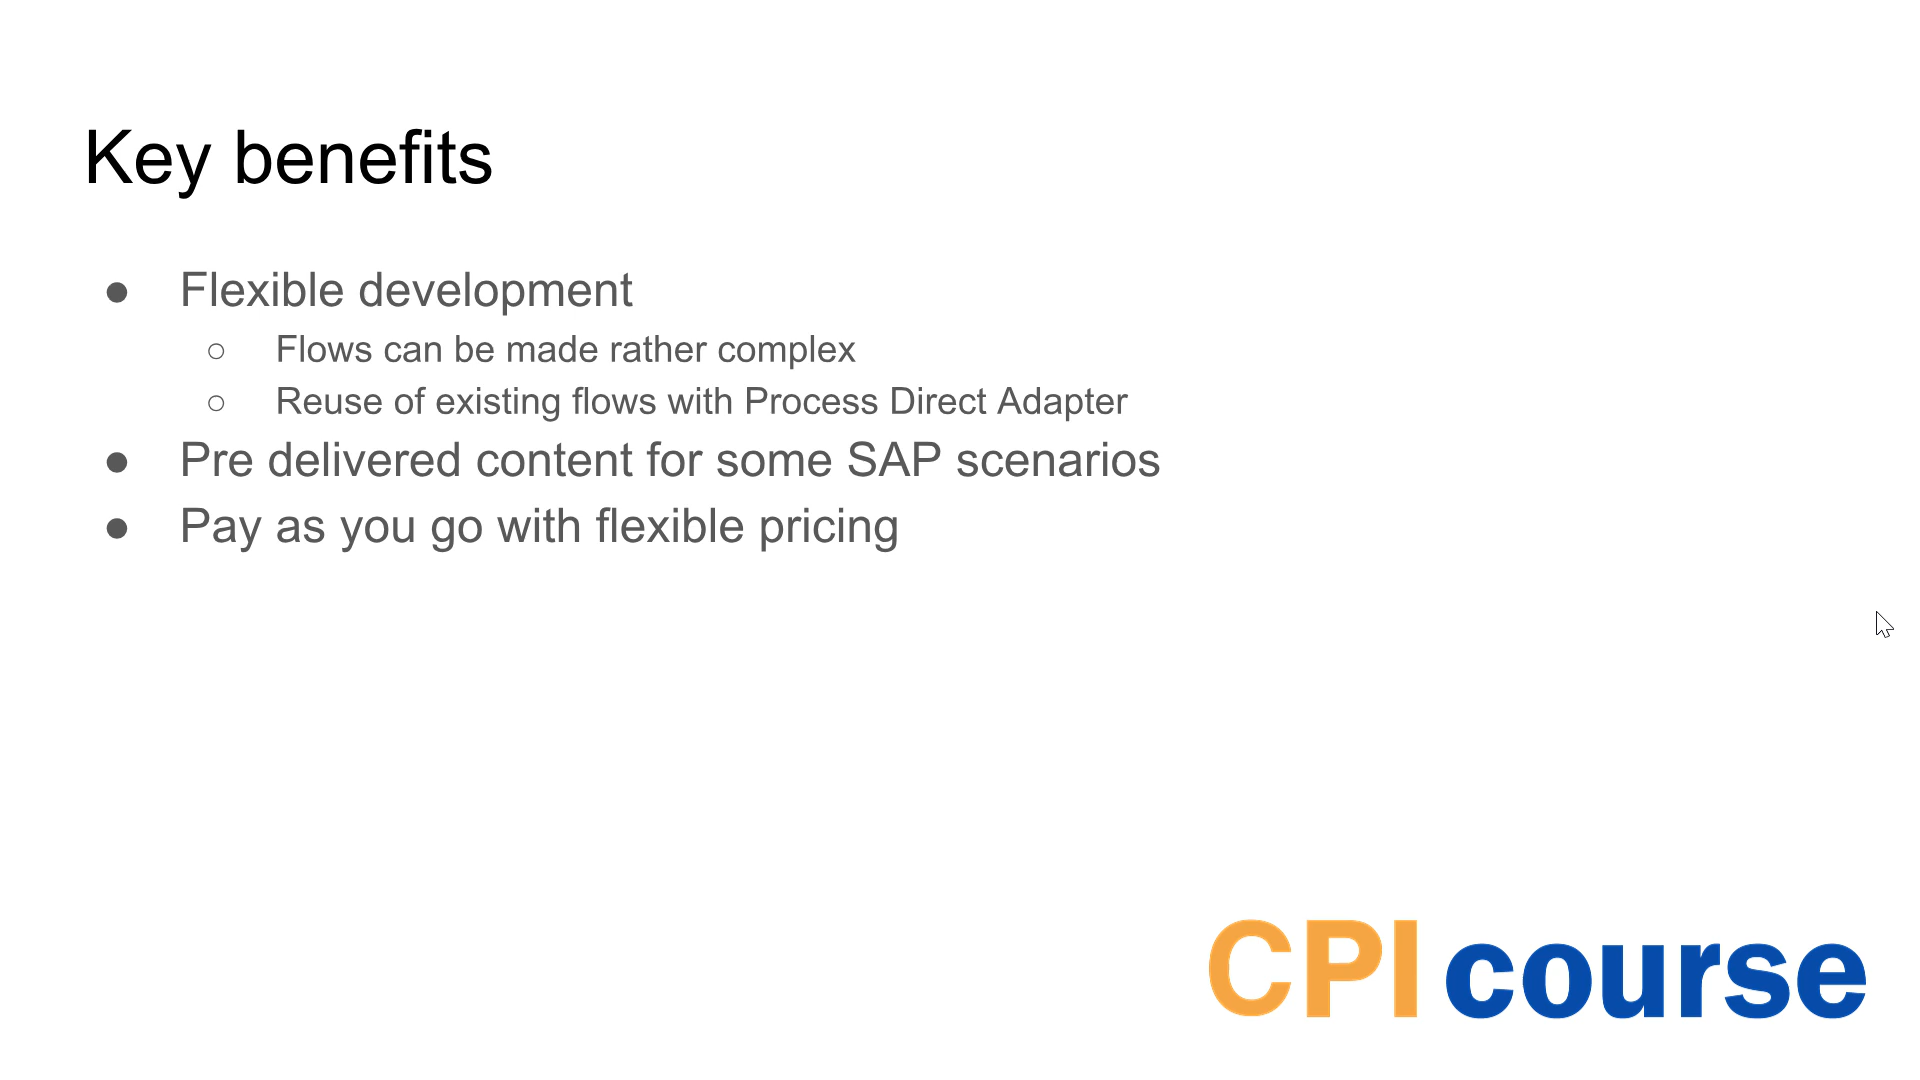 Key benefits
● Flexible development
○ Flows can be made rather complex
○ Reuse of existing flows with Process Direct Adapter
● Pre delivered content for some SAP scenarios
● Pay as you go with flexible pricing
CPI course